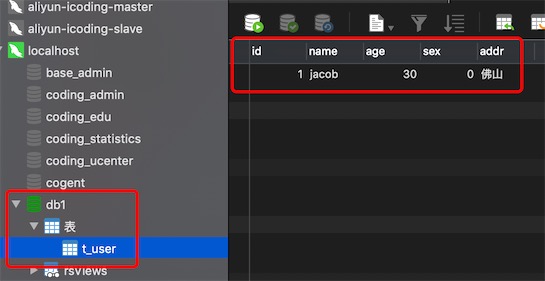 aliyun-icoding-master
aliyun-icoding-slave
localhost
base_admin
coding_admin
coding_edu
coding_statistics
coding_ucenter
cogent
db1
表
t_user
rsviews
id name age sex addr
1 jacob 30 0 佛山